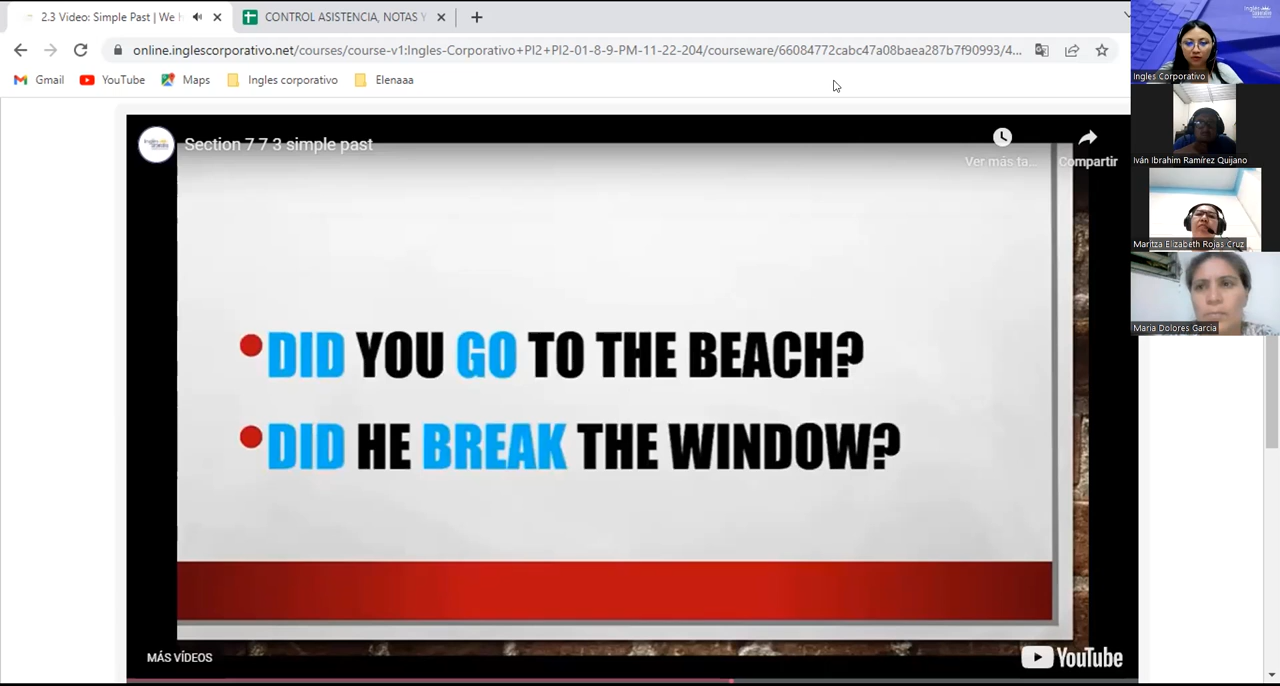 2.3 Video: Simple Past | We h
CONTROL ASISTENCIA, NOTAS Y
online.inglescorporativo.net/courses/course-v1:Ingles-Corporativo+PI2+PI2-01-8-9-PM-11-22-204/courseware/66084772cabc47a08baea287b7f90993/4...
Gmail
YouTube
Maps
Ingles corporativo
Elenaaa
Section 7 7 3 simple past
Ver más ta...
Compartir
•DID YOU GO TO THE BEACH?
•DID HE BREAK THE WINDOW?
MÁS VÍDEOS
YouTube
Ingles Corporativo
Iván Ibrahim Ramírez Quijano
Maritza Elizabeth Rojas Cruz
Maria Dolores Garcia